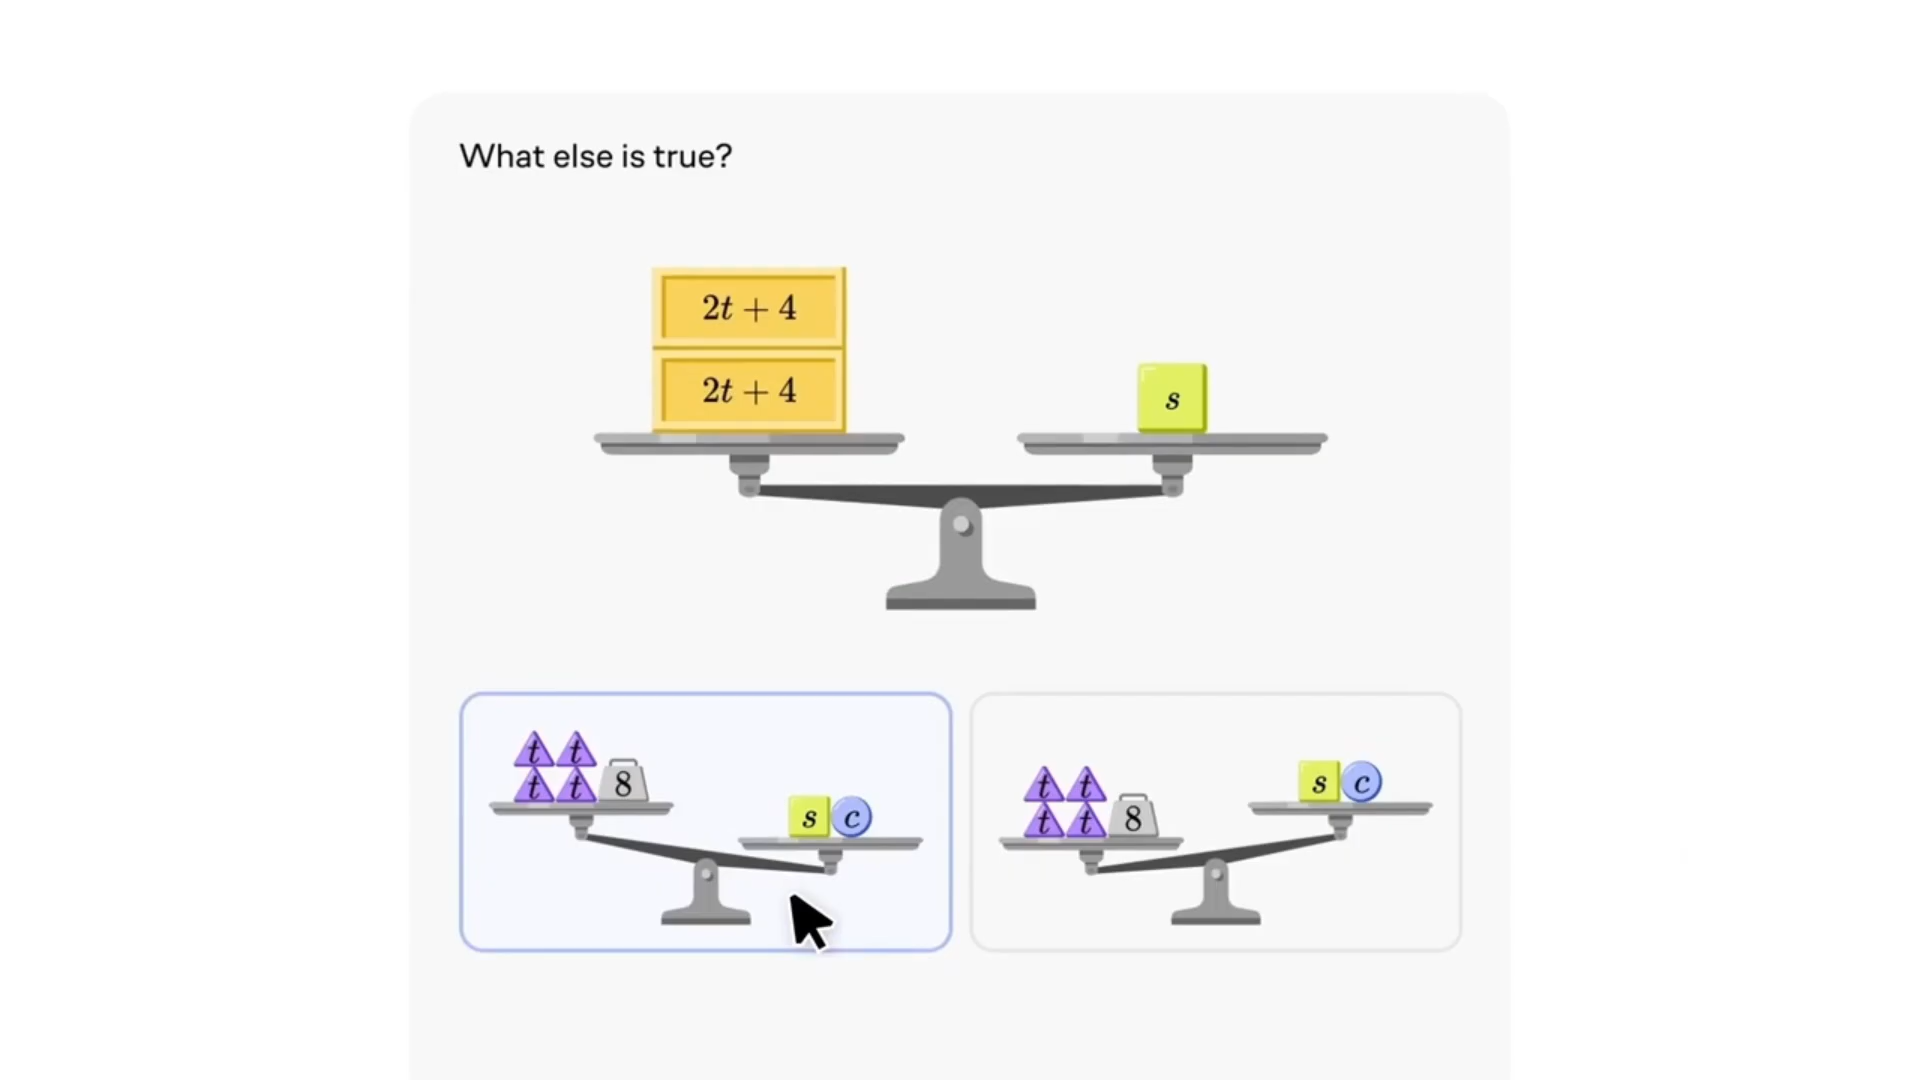 What else is true?
2t + 4
2t + 4
s
t t
t t 8
s c
t t
t t 8
s c